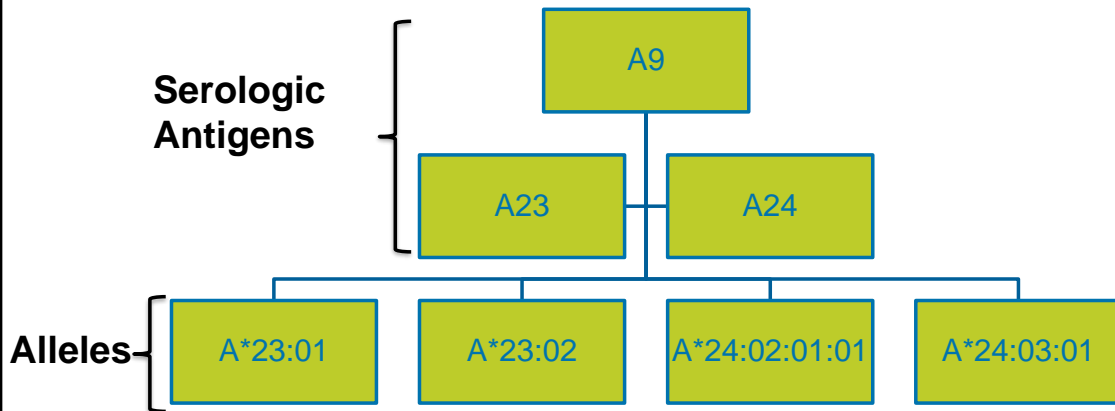 A9
Serologic
Antigens
A23
A24
Alleles
A*23:01
A*23:02
A*24:02:01:01
A*24:03:01